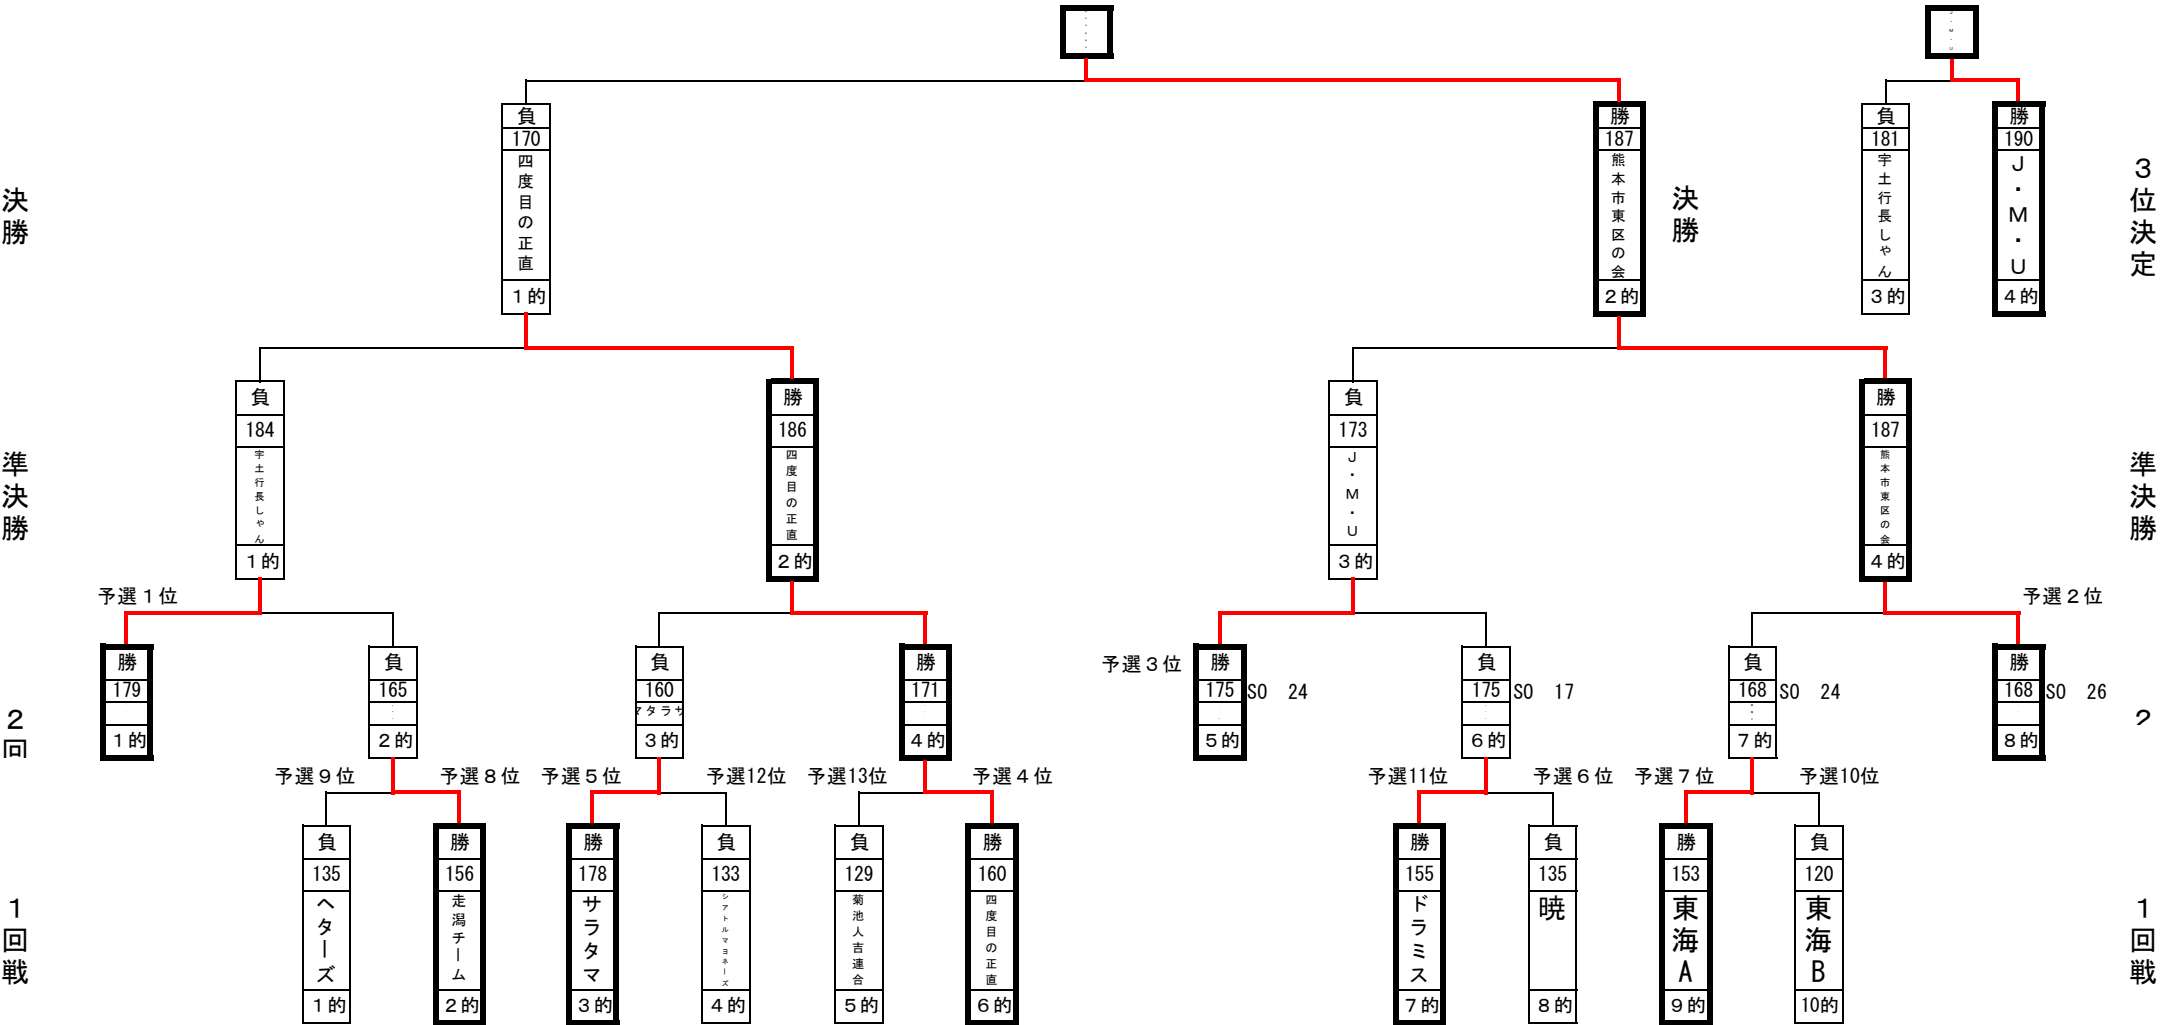 負
170
四度目の正直
1的
勝
187
熊本市東区の会
2的
負
181
宇土行長しゃん
3的
勝
190
J・M・U
4的
決勝
決勝
3位決定
負
184
宇土行長しゃん
1的
勝
186
四度目の正直
2的
負
173
J・M・U
3的
勝
187
熊本市東区の会
4的
準決勝
準決勝
予選1位
予選2位
勝
179
1的
負
165
2的
負
160
サラタマ
3的
勝
171
4的
予選3位
勝
175
SO 24
5的
負
175
SO 17
6的
負
168
SO 24
7的
勝
168
SO 26
8的
2回
2
予選9位
予選8位
予選5位
予選12位
予選13位
予選4位
予選11位
予選6位
予選7位
予選10位
負
135
ヘターズ
1的
勝
156
走潟チーム
2的
勝
178
サラタマ
3的
負
133
シアトルマヨネーズ
4的
負
129
菊池人吉連合
5的
勝
160
四度目の正直
6的
勝
155
ドラミス
7的
負
135
暁
8的
勝
153
東海A
9的
負
120
東海B
10的
1回戦
1回戦